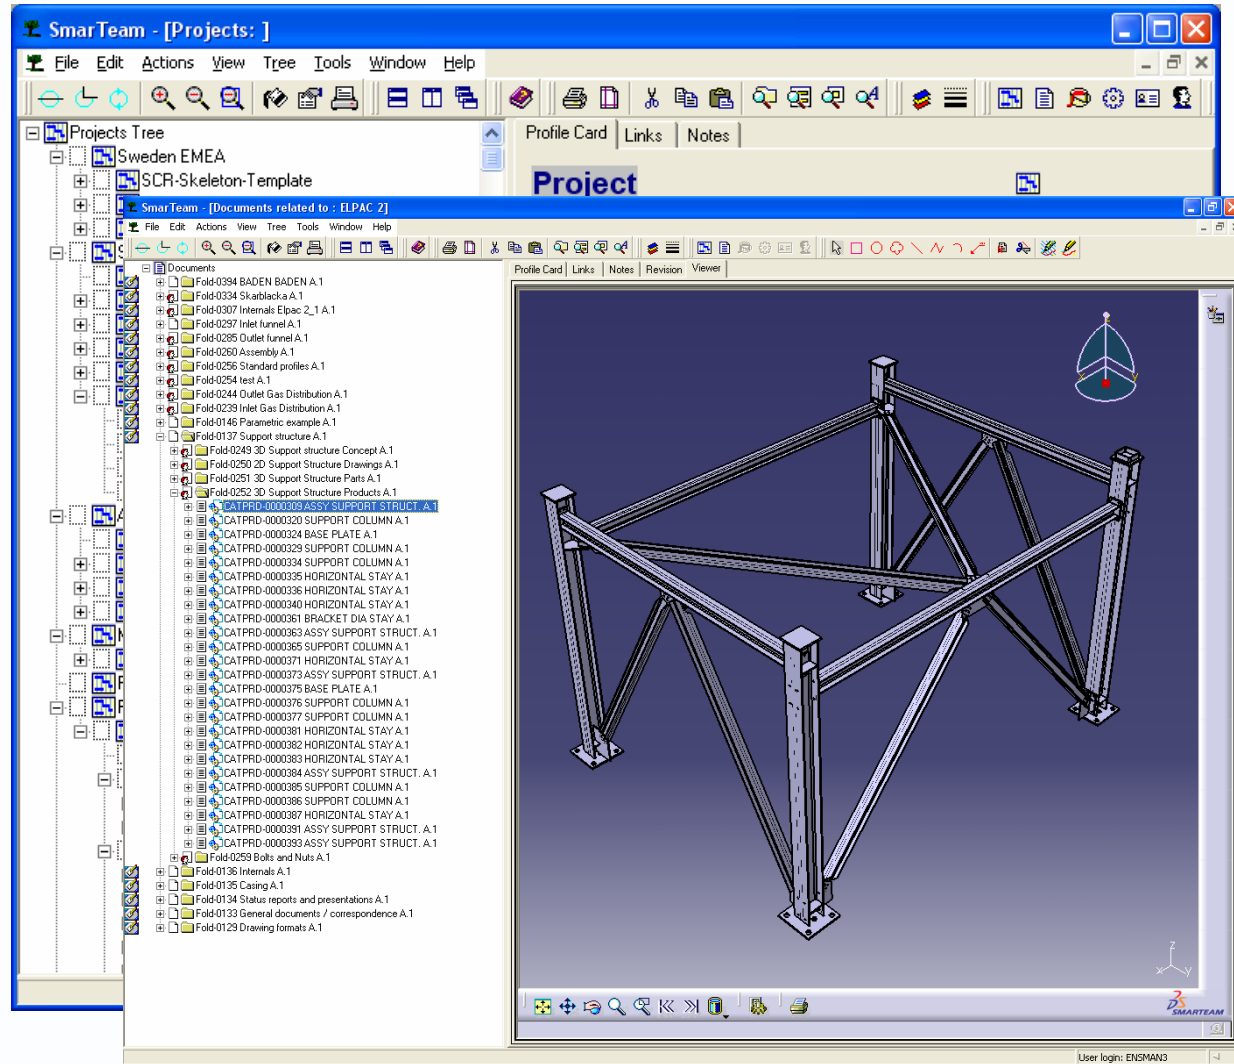 SmarTeam - [Projects: ]
File Edit Actions View Tree Tools Window Help
Projects Tree
Sweden EMEA
SCR-Skeleton-Template
Profile Card Links Notes
Project
SmarTeam - [Documents related to : ELPAC 2]
File Edit Actions View Tree Tools Window Help
Documents
Fold-0394 BADEN BADEN A.1
Fold-0334 Skarblacka A.1
Fold-0307 Internals Elpac 2_1 A.1
Fold-0297 Inlet funnel A.1
Fold-0285 Outlet funnel A.1
Fold-0260 Assembly A.1
Fold-0256 Standard profiles A.1
Fold-0254 test A.1
Fold-0244 Outlet Gas Distribution A.1
Fold-0239 Inlet Gas Distribution A.1
Fold-0146 Parametric example A.1
Fold-0137 Support structure A.1
Fold-0249 3D Support structure Concept A.1
Fold-0250 2D Support Structure Drawings A.1
Fold-0251 3D Support Structure Parts A.1
Fold-0252 3D Support Structure Products A.1
CATPRD-0000309 ASSY SUPPORT STRUCT. A.1
CATPRD-0000320 SUPPORT COLUMN A.1
CATPRD-0000324 BASE PLATE A.1
CATPRD-0000329 SUPPORT COLUMN A.1
CATPRD-0000334 SUPPORT COLUMN A.1
CATPRD-0000335 HORIZONTAL STAY A.1
CATPRD-0000336 HORIZONTAL STAY A.1
CATPRD-0000340 HORIZONTAL STAY A.1
CATPRD-0000361 BRACKET DIA STAY A.1
CATPRD-0000363 ASSY SUPPORT STRUCT. A.1
CATPRD-0000365 SUPPORT COLUMN A.1
CATPRD-0000371 HORIZONTAL STAY A.1
CATPRD-0000373 ASSY SUPPORT STRUCT. A.1
CATPRD-0000375 BASE PLATE A.1
CATPRD-0000376 SUPPORT COLUMN A.1
CATPRD-0000377 SUPPORT COLUMN A.1
CATPRD-0000381 HORIZONTAL STAY A.1
CATPRD-0000382 HORIZONTAL STAY A.1
CATPRD-0000383 HORIZONTAL STAY A.1
CATPRD-0000384 ASSY SUPPORT STRUCT. A.1
CATPRD-0000385 SUPPORT COLUMN A.1
CATPRD-0000386 SUPPORT COLUMN A.1
CATPRD-0000387 HORIZONTAL STAY A.1
CATPRD-0000391 ASSY SUPPORT STRUCT. A.1
CATPRD-0000393 ASSY SUPPORT STRUCT. A.1
Fold-0259 Bolts and Nuts A.1
Fold-0136 Internals A.1
Fold-0135 Casing A.1
Fold-0134 Status reports and presentations A.1
Fold-0133 General documents / correspondence A.1
Fold-0129 Drawing formats A.1
Profile Card Links Notes Revision Viewer
z
x y
SMARTEAM
User login: ENSMAN3